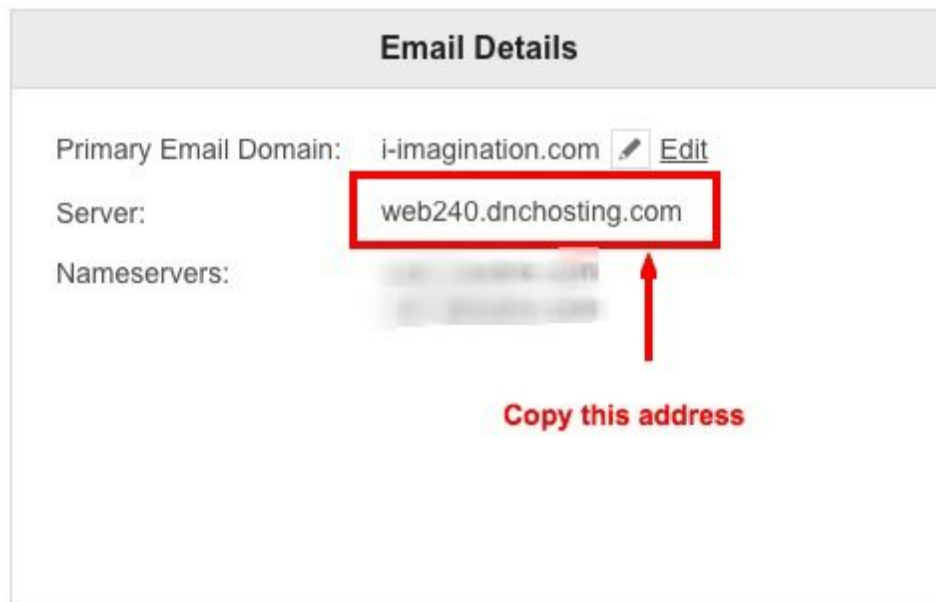 Email Details
Primary Email Domain: i-imagination.com Edit
Server: web240.dnchosting.com
Nameservers:
Copy this address